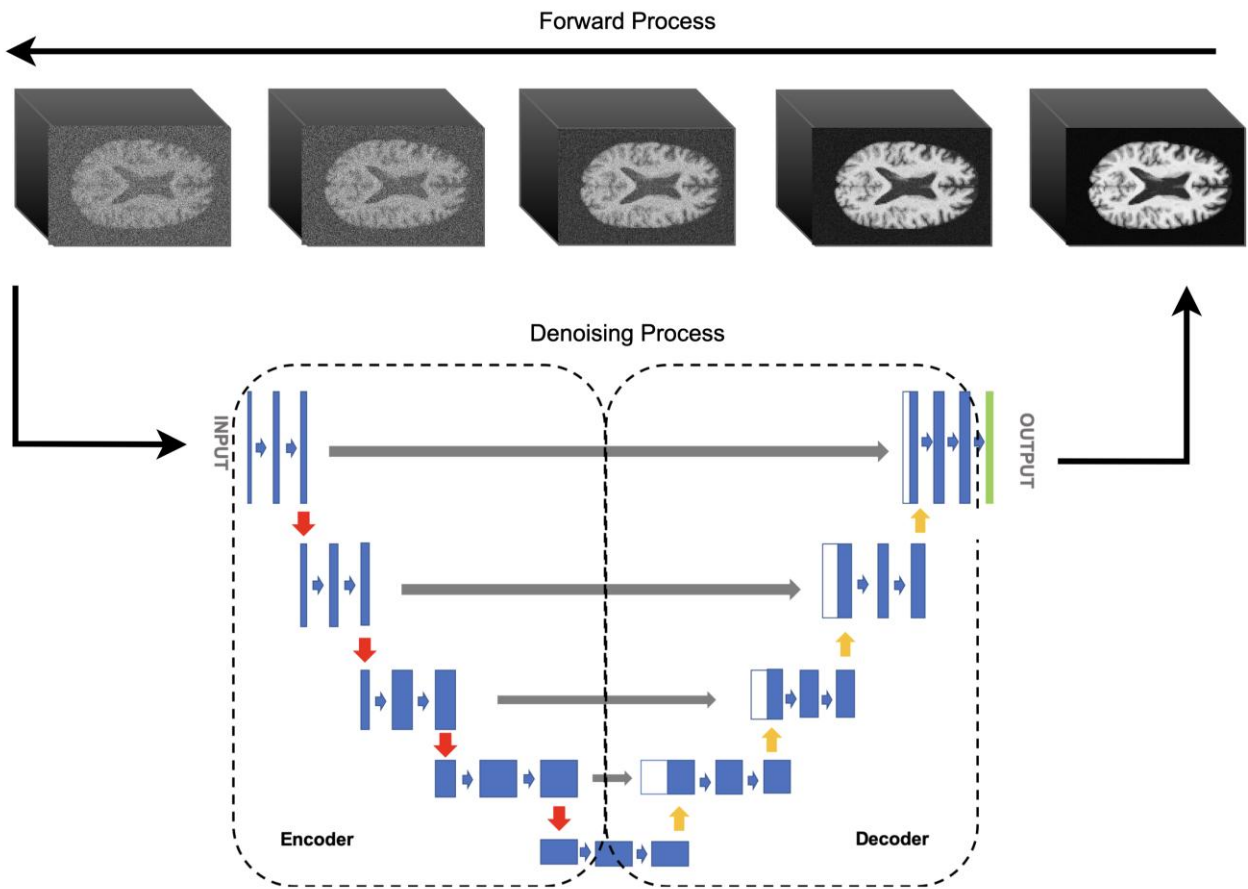 Forward Process
Denoising Process
INPUT
OUTPUT
Encoder
Decoder